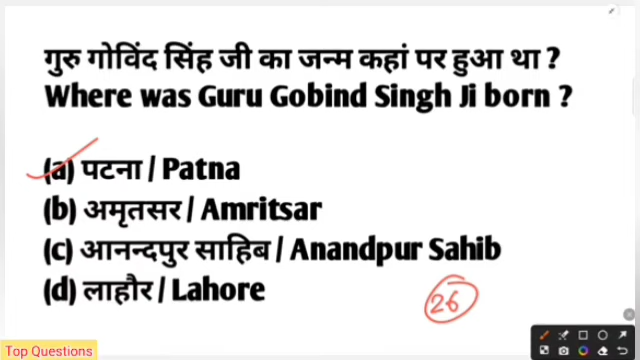 गुरु गोविंद सिंह जी का जन्म कहां पर हुआ था ?
Where was Guru Gobind Singh Ji born ?
(a) पटना / Patna
(b) अमृतसर / Amritsar
(c) आनन्दपुर साहिब / Anandpur Sahib
(d) लाहौर / Lahore
26
Top Questions